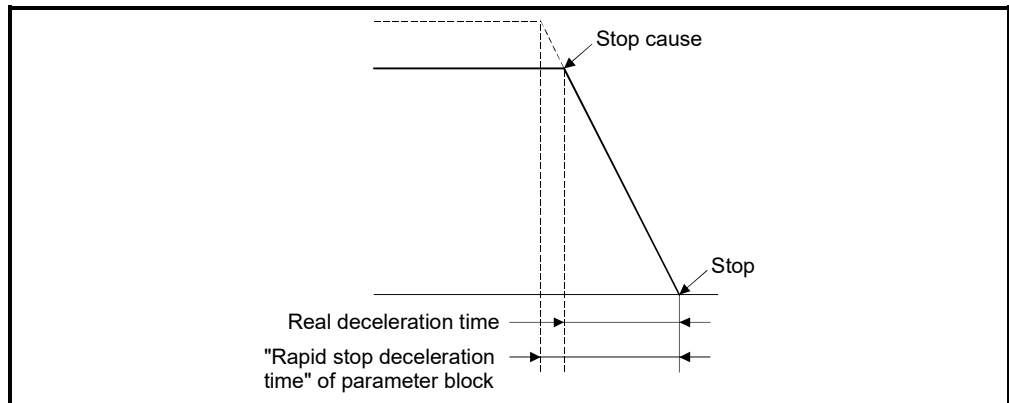 Stop cause
Stop
Real deceleration time
"Rapid stop deceleration
time" of parameter block